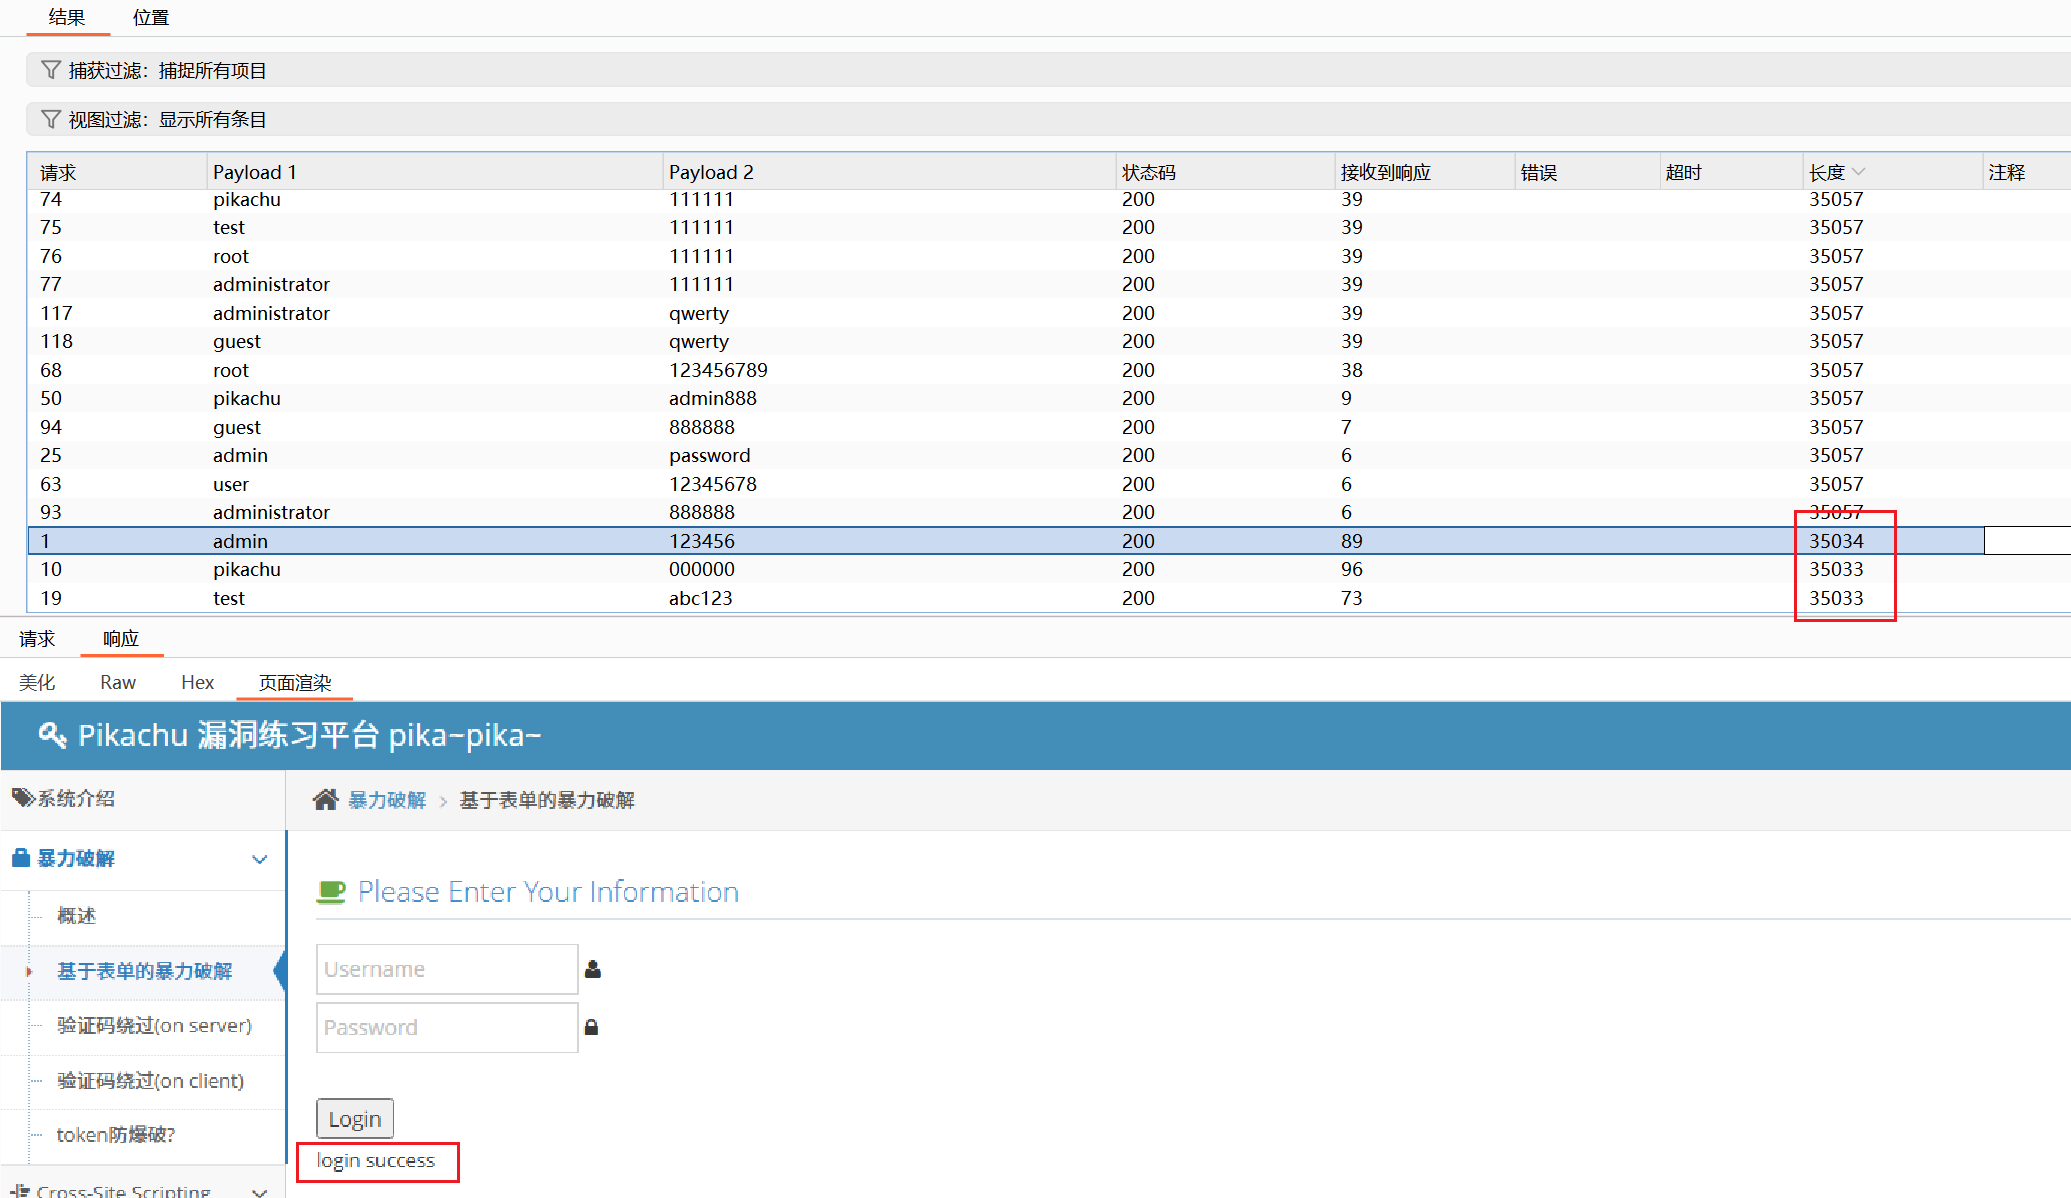 结果 位置
捕获过滤：捕捉所有项目
视图过滤：显示所有条目
请求 Payload 1 Payload 2 状态码 接收到响应 错误 超时 长度 注释
74 pikachu 111111 200 39 35057
75 test 111111 200 39 35057
76 root 111111 200 39 35057
77 administrator 111111 200 39 35057
117 administrator qwerty 200 39 35057
118 guest qwerty 200 39 35057
68 root 123456789 200 38 35057
50 pikachu admin888 200 9 35057
94 guest 888888 200 7 35057
25 admin password 200 6 35057
63 user 12345678 200 6 35057
93 administrator 888888 200 6 35057
1 admin 123456 200 89 35034
10 pikachu 000000 200 96 35033
19 test abc123 200 73 35033
请求 响应
美化 Raw Hex 页面渲染
Pikachu 漏洞练习平台 pika~pika~
系统介绍
暴力破解 > 基于表单的暴力破解
暴力破解
概述
基于表单的暴力破解
验证码绕过(on server)
验证码绕过(on client)
token防爆破?
Cross-Site Scripting
Please Enter Your Information
Username
Password
Login
login success